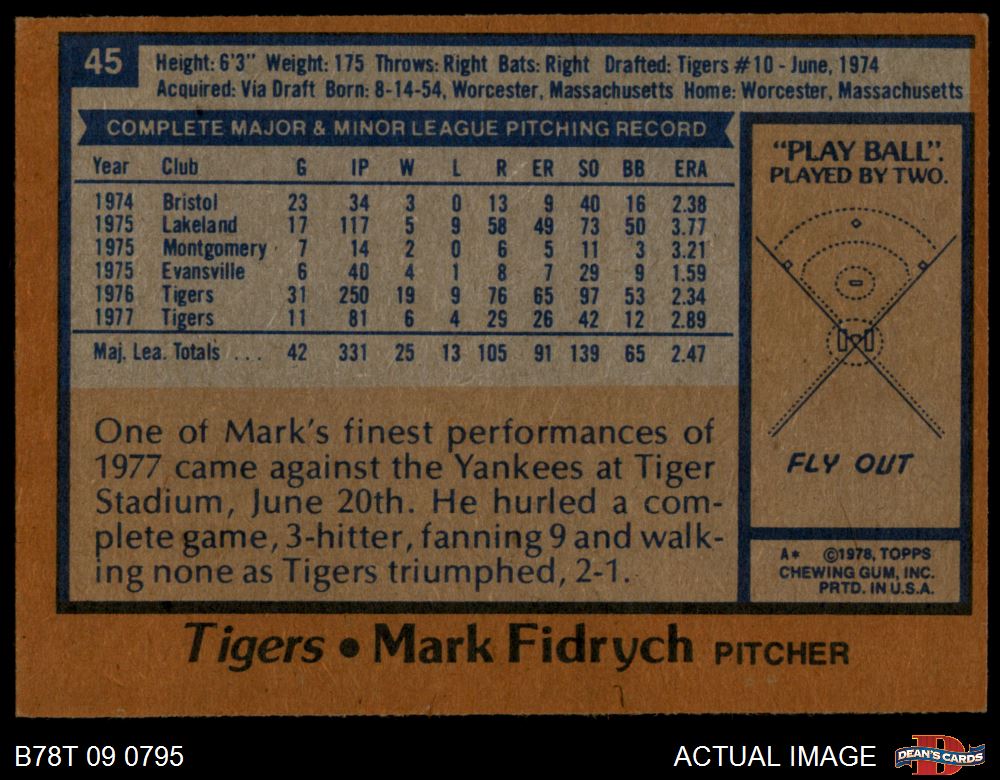 45
Height: 6'3" Weight: 175 Throws: Right Bats: Right Drafted: Tigers #10 - June, 1974
Acquired: Via Draft Born: 8-14-54, Worcester, Massachusetts Home: Worcester, Massachusetts
COMPLETE MAJOR & MINOR LEAGUE PITCHING RECORD
Year Club G IP W L R ER SO BB ERA
1974 Bristol 23 34 3 0 13 9 40 16 2.38
1975 Lakeland 17 117 5 9 58 49 73 50 3.77
1975 Montgomery 7 14 2 0 6 5 11 3 3.21
1975 Evansville 6 40 4 1 8 7 29 9 1.59
1976 Tigers 31 250 19 9 76 65 97 53 2.34
1977 Tigers 11 81 6 4 29 26 42 12 2.89
Maj. Lea. Totals ... 42 331 25 13 105 91 139 65 2.47
One of Mark's finest performances of
1977 came against the Yankees at Tiger
Stadium, June 20th. He hurled a com-
plete game, 3-hitter, fanning 9 and walk-
ing none as Tigers triumphed, 2-1.
"PLAY BALL".
PLAYED BY TWO.
FLY OUT
A* ©1978, TOPPS
CHEWING GUM, INC.
PRTD. IN U.S.A.
Tigers • Mark Fidrych PITCHER
B78T 09 0795
ACTUAL IMAGE
D
DEAN'S CARDS